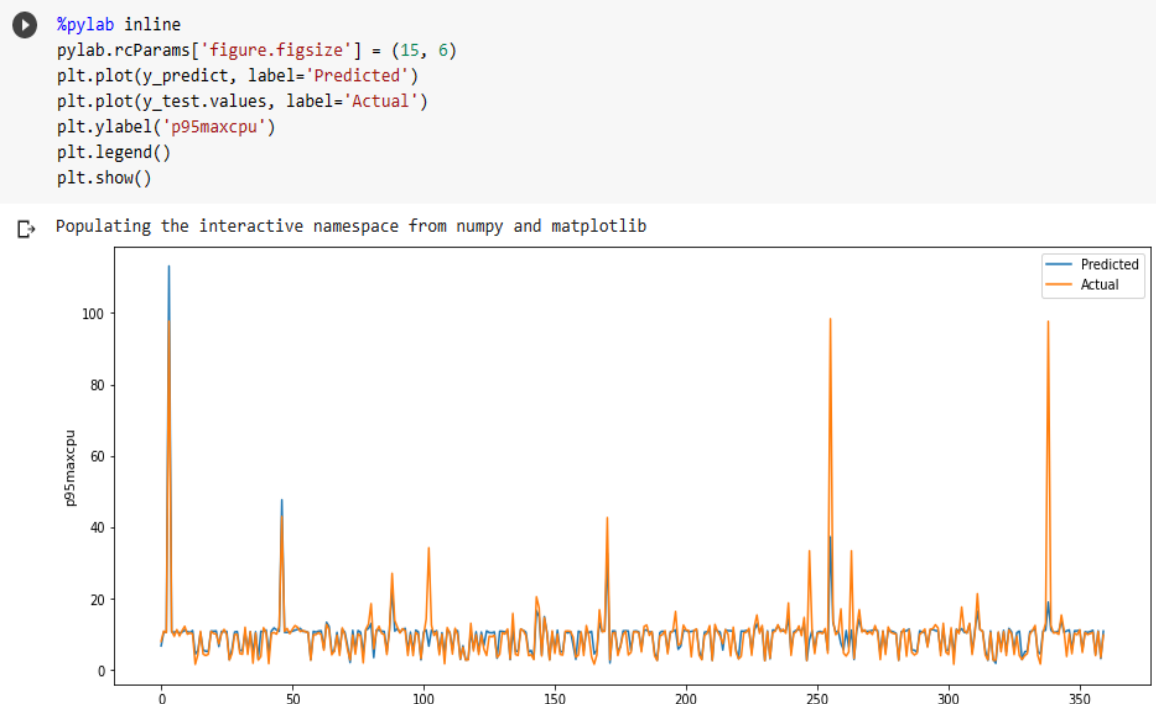 %pylab inline
pylab.rcParams['figure.figsize'] = (15, 6)
plt.plot(y_predict, label='Predicted')
plt.plot(y_test.values, label='Actual')
plt.ylabel('p95maxcpu')
plt.legend()
plt.show()
Populating the interactive namespace from numpy and matplotlib
Predicted
Actual
100
80
60
40
20
0
p95maxcpu
0 50 100 150 200 250 300 350